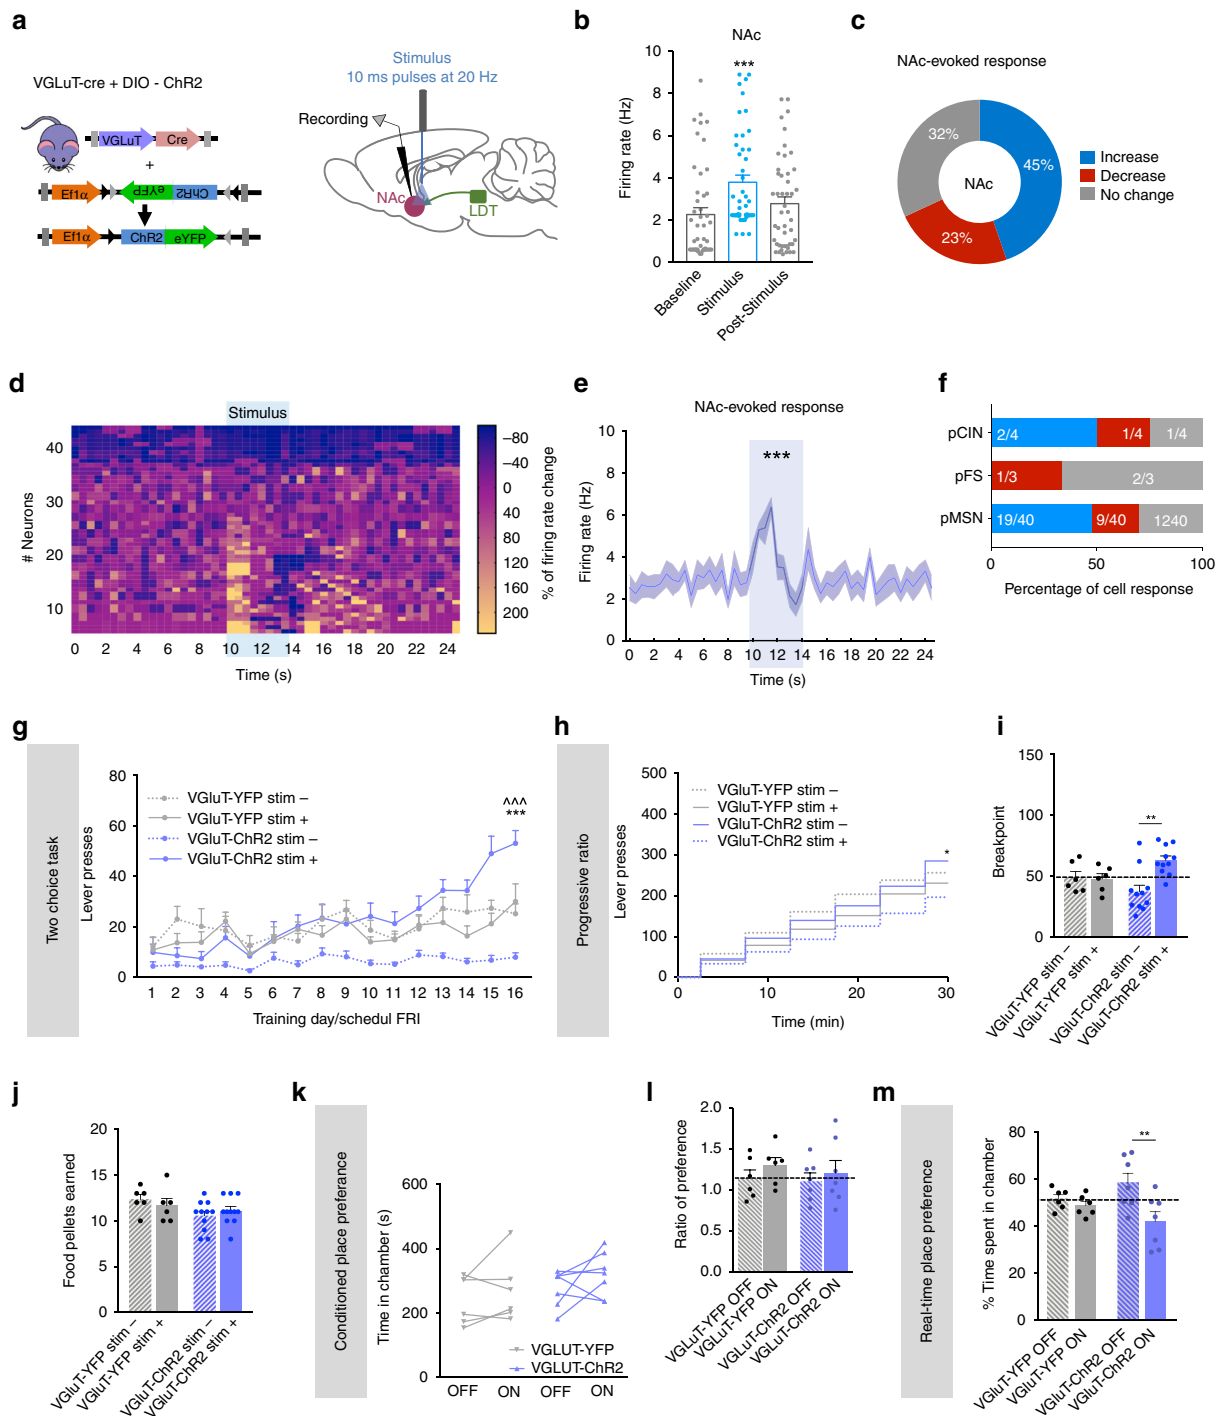 a
VGLuT-cre + DIO - ChR2
VGLuT
Cre
+
Ef1α
eYFP
ChR2
Ef1α
ChR2
eYFP
Stimulus
10 ms pulses at 20 Hz
Recording
NAc
LDT
b
NAc
***
Firing rate (Hz)
10
8
6
4
2
0
Baseline
Stimulus
Post-Stimulus
c
NAc-evoked response
32%
45%
23%
NAc
Increase
Decrease
No change
d
Stimulus
# Neurons
40
30
20
10
0 2 4 6 8 10 12 14 16 18 20 22 24
Time (s)
–80
–40
0
40
80
120
160
200
% of firing rate change
e
NAc-evoked response
***
Firing rate (Hz)
10
8
6
4
2
0
0 2 4 6 8 10 12 14 16 18 20 22 24
Time (s)
f
pCIN 2/4 1/4 1/4
pFS 1/3 2/3
pMSN 19/40 9/40 1240
0 50 100
Percentage of cell response
g
Two choice task
Lever presses
80
60
40
20
0
VGluT-YFP stim –
VGluT-YFP stim +
VGluT-ChR2 stim –
VGluT-ChR2 stim +
^^^
***
1 2 3 4 5 6 7 8 9 10 11 12 13 14 15 16
Training day/schedul FRI
h
Progressive ratio
Lever presses
500
400
300
200
100
0
VGluT-YFP stim –
VGluT-YFP stim +
VGluT-ChR2 stim –
VGluT-ChR2 stim +
*
0 10 20 30
Time (min)
i
Breakpoint
150
100
50
0
**
VGluT-YFP stim –
VGluT-YFP stim +
VGluT-ChR2 stim –
VGluT-ChR2 stim +
j
Food pellets earned
20
15
10
5
0
VGluT-YFP stim –
VGluT-YFP stim +
VGluT-ChR2 stim –
VGluT-ChR2 stim +
k
Conditioned place preferance
Time in chamber (s)
600
400
200
0
VGLUT-YFP
VGLUT-ChR2
OFF ON OFF ON
l
Ratio of preference
2.0
1.5
1.0
0.5
0.0
VGLuT-YFP OFF
VGLuT-YFP ON
VGLuT-ChR2 OFF
VGLuT-ChR2 ON
m
Real-time place preference
% Time spent in chamber
80
60
40
20
0
**
VGluT-YFP OFF
VGluT-YFP ON
VGluT-ChR2 OFF
VGluT-ChR2 ON